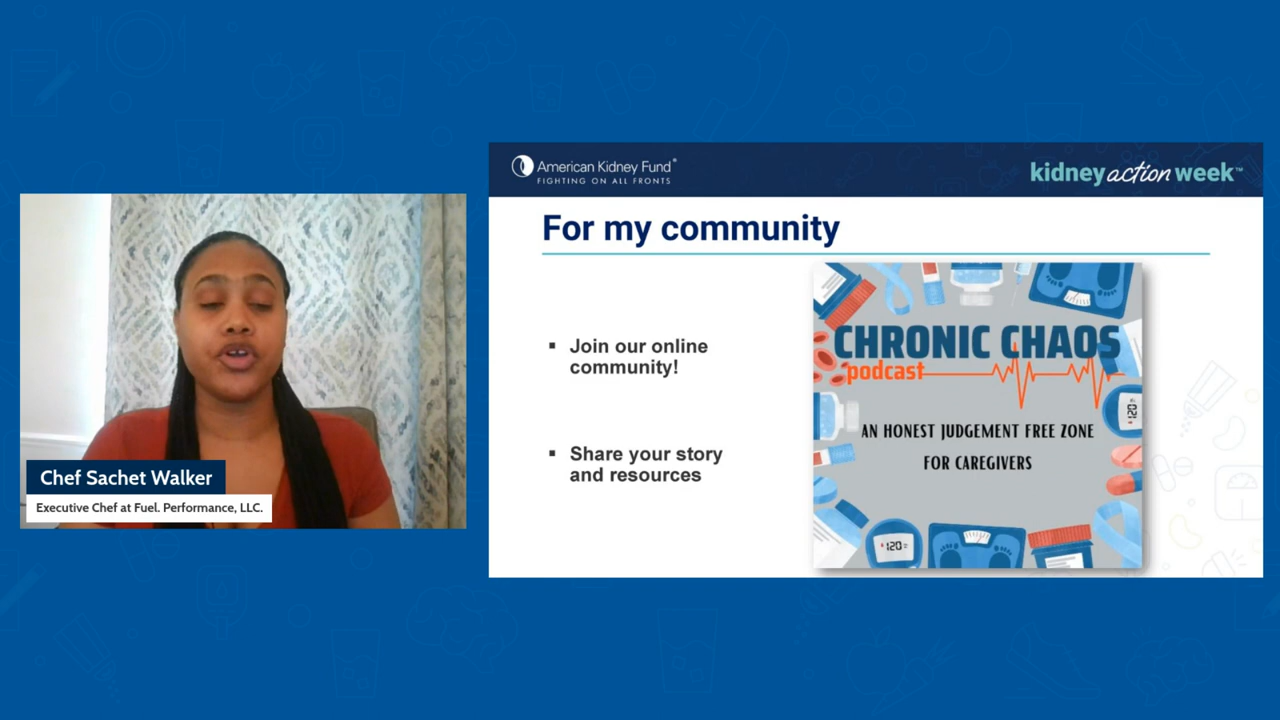 American Kidney Fund®
FIGHTING ON ALL FRONTS
kidney action week™
For my community
▪ Join our online
community!
▪ Share your story
and resources
CHRONIC CHAOS
podcast
AN HONEST JUDGEMENT FREE ZONE
FOR CAREGIVERS
120
120
Chef Sachet Walker
Executive Chef at Fuel. Performance, LLC.